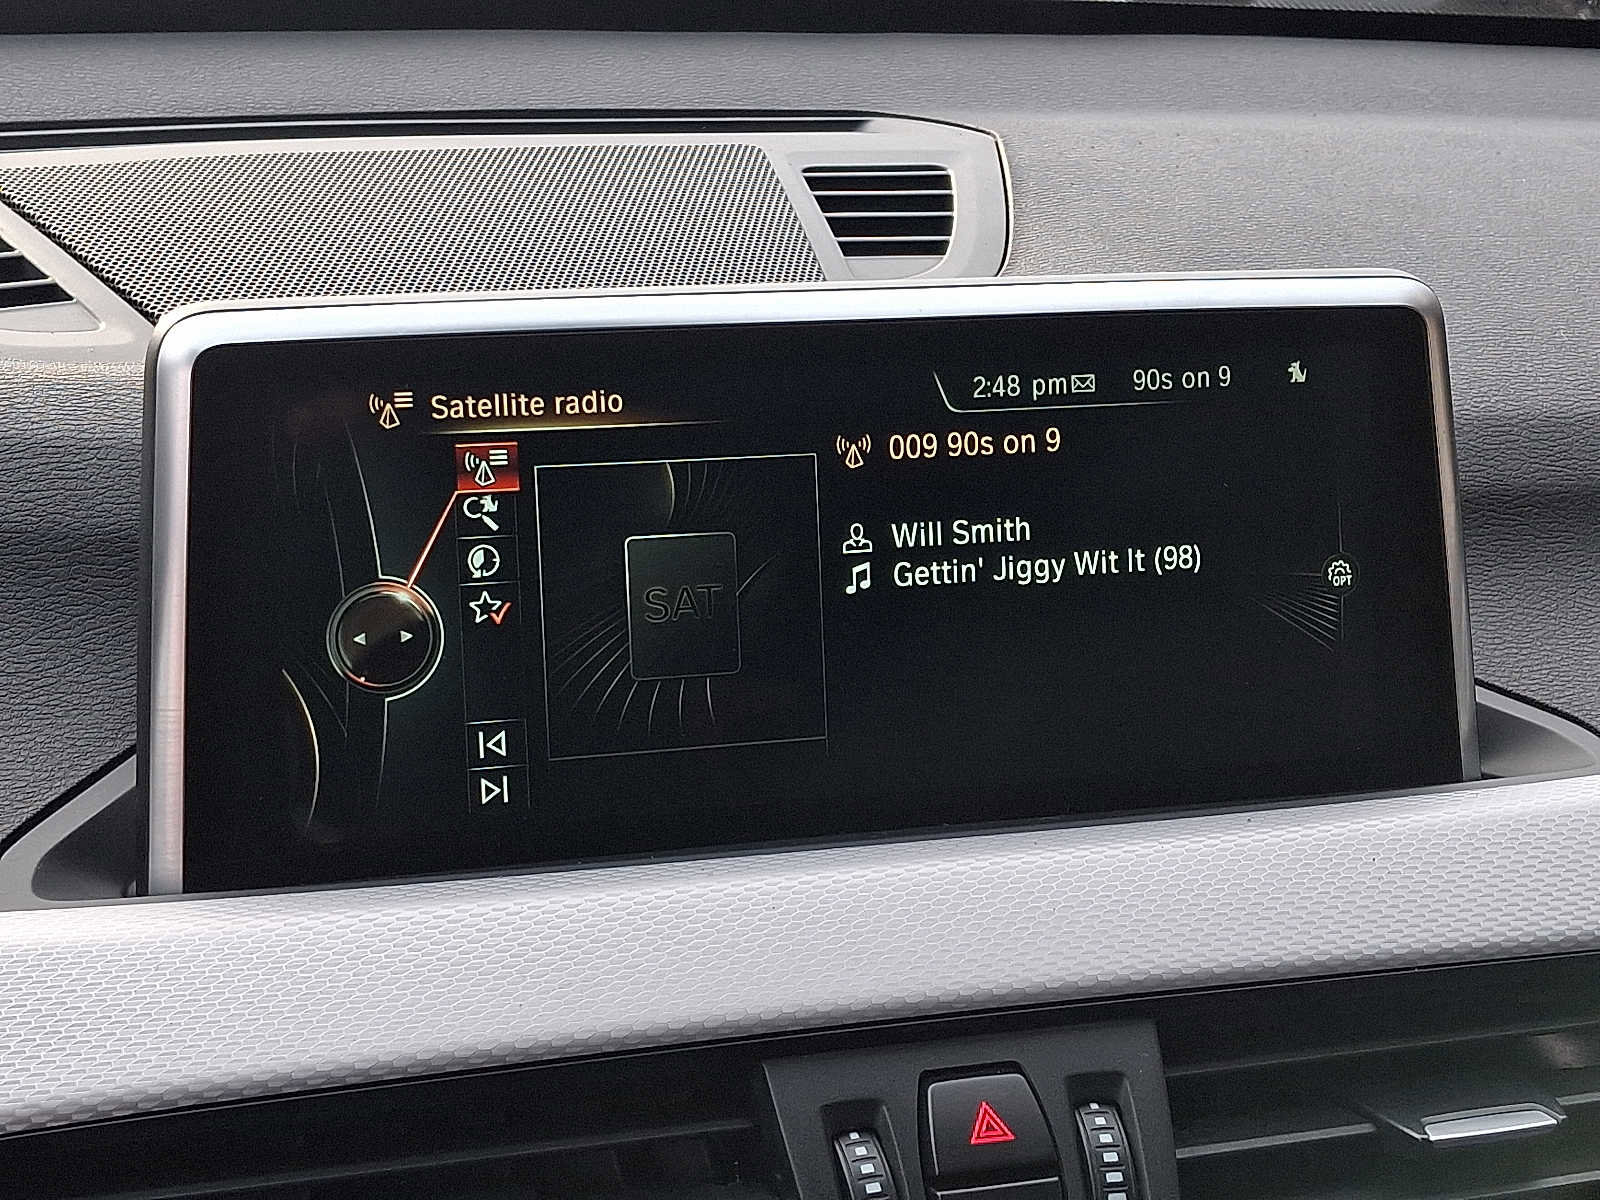 Satellite radio
2:48 pm
90s on 9
009 90s on 9
Will Smith
Gettin' Jiggy Wit It (98)
SAT
OPT